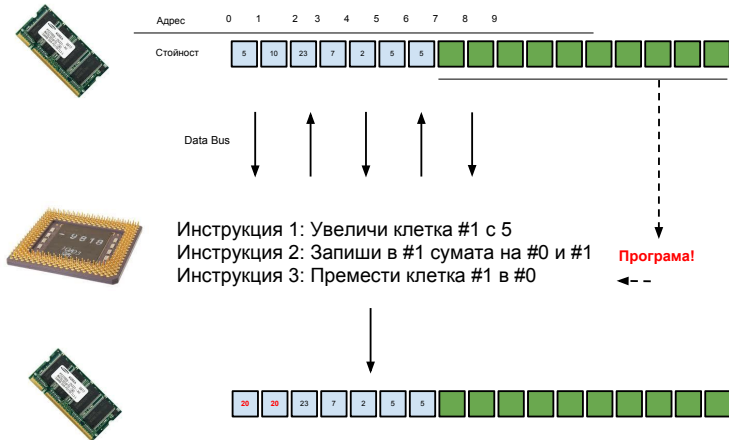 Адрес 0 1 2 3 4 5 6 7 8 9
Стойност 5 10 23 7 2 5 5
Data Bus
Инструкция 1: Увеличи клетка #1 с 5
Инструкция 2: Запиши в #1 сумата на #0 и #1
Инструкция 3: Премести клетка #1 в #0
Програма!
20 20 23 7 2 5 5